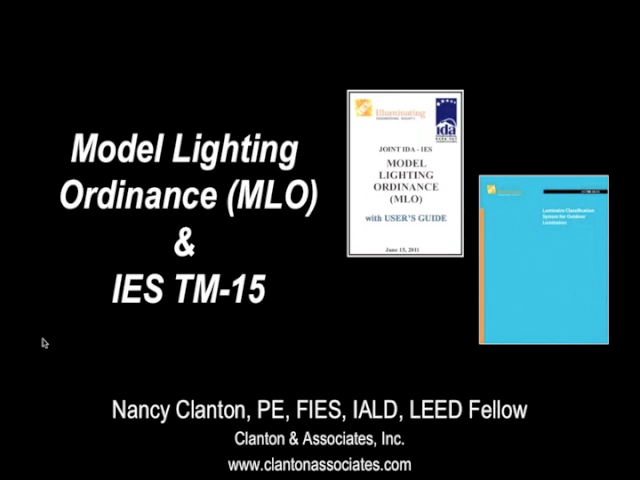 Model Lighting
Ordinance (MLO)
&
IES TM-15
Illuminating
ENGINEERING SOCIETY
ida
JOINT IDA - IES
MODEL
LIGHTING
ORDINANCE
(MLO)
with USER'S GUIDE
June 15, 2011
Luminaire Classification
System for Outdoor
Luminaires
Nancy Clanton, PE, FIES, IALD, LEED Fellow
Clanton & Associates, Inc.
www.clantonassociates.com